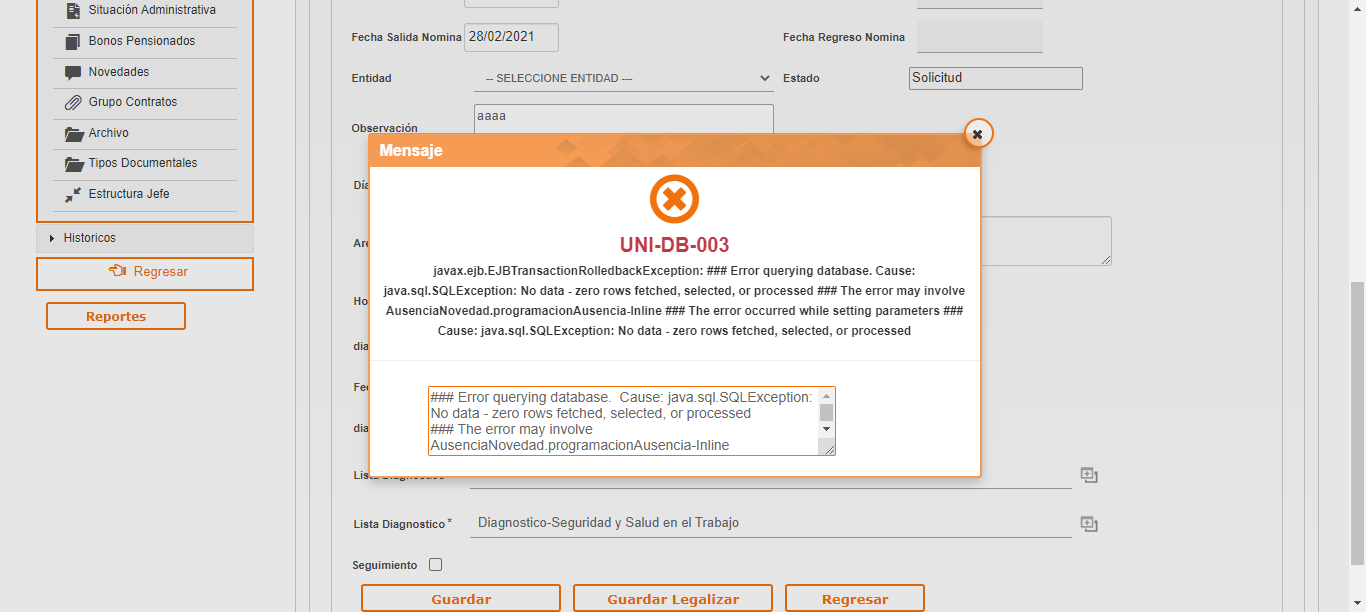 Situación Administrativa
Bonos Pensionados
Novedades
Grupo Contratos
Archivo
Tipos Documentales
Estructura Jefe
Historicos
Regresar
Reportes
Fecha Salida Nomina 28/02/2021 Fecha Regreso Nomina
Entidad -- SELECCIONE ENTIDAD --- Estado Solicitud
Observación aaaa
Mensaje
UNI-DB-003
javax.ejb.EJBTransactionRolledbackException: ### Error querying database. Cause:
java.sql.SQLException: No data - zero rows fetched, selected, or processed ### The error may involve
AusenciaNovedad.programacionAusencia-Inline ### The error occurred while setting parameters ###
Cause: java.sql.SQLException: No data - zero rows fetched, selected, or processed
### Error querying database. Cause: java.sql.SQLException:
No data - zero rows fetched, selected, or processed
### The error may involve
AusenciaNovedad.programacionAusencia-Inline
Lista Diagnostico
Lista Diagnostico * Diagnostico-Seguridad y Salud en el Trabajo
Seguimiento
Guardar Guardar Legalizar Regresar